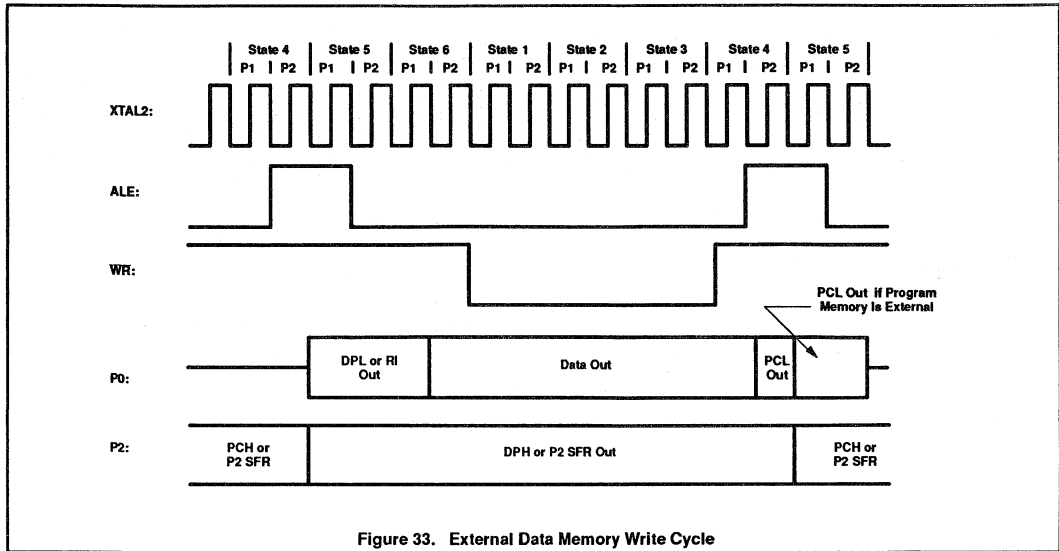 State 4 State 5 State 6 State 1 State 2 State 3 State 4 State 5
P1 P2 P1 P2 P1 P2 P1 P2 P1 P2 P1 P2 P1 P2 P1 P2
XTAL2:
ALE:
WR:
PCL Out if Program
Memory Is External
P0:
DPL or RI
Out
Data Out
PCL
Out
P2:
PCH or
P2 SFR
DPH or P2 SFR Out
PCH or
P2 SFR
Figure 33. External Data Memory Write Cycle